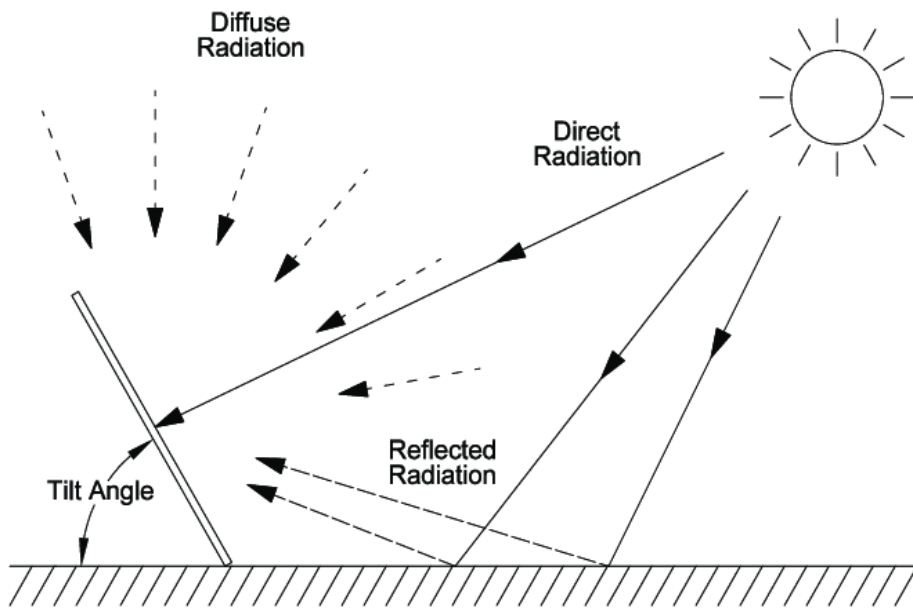 Diffuse
Radiation
Direct
Radiation
Reflected
Radiation
Tilt Angle